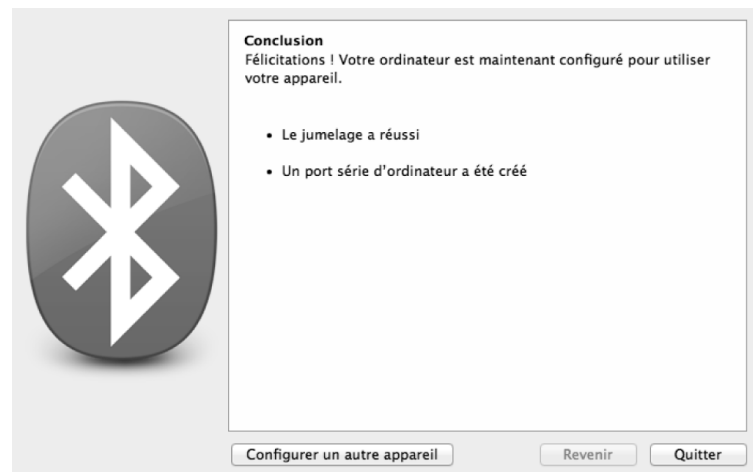 Conclusion
Félicitations ! Votre ordinateur est maintenant configuré pour utiliser
votre appareil.
• Le jumelage a réussi
• Un port série d'ordinateur a été créé
Configurer un autre appareil
Revenir
Quitter